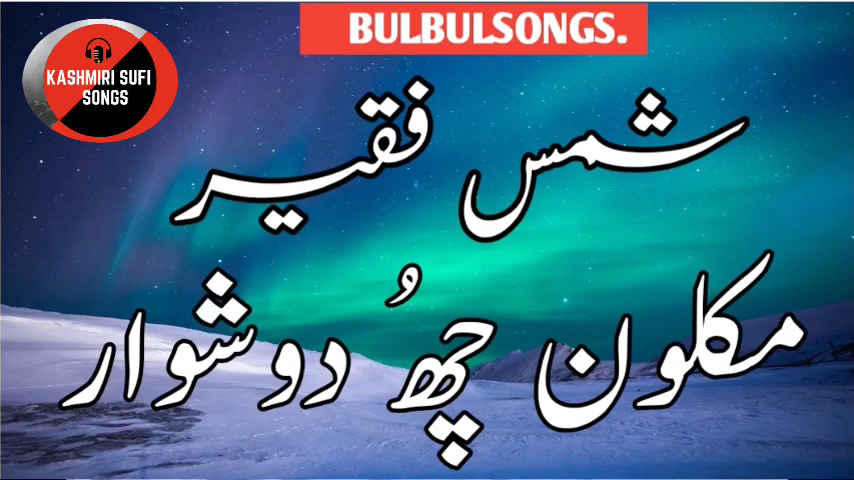 BULBULSONGS.
KASHMIRI SUFI
SONGS
شمس فقیر
مکلون چھُ دوشوار